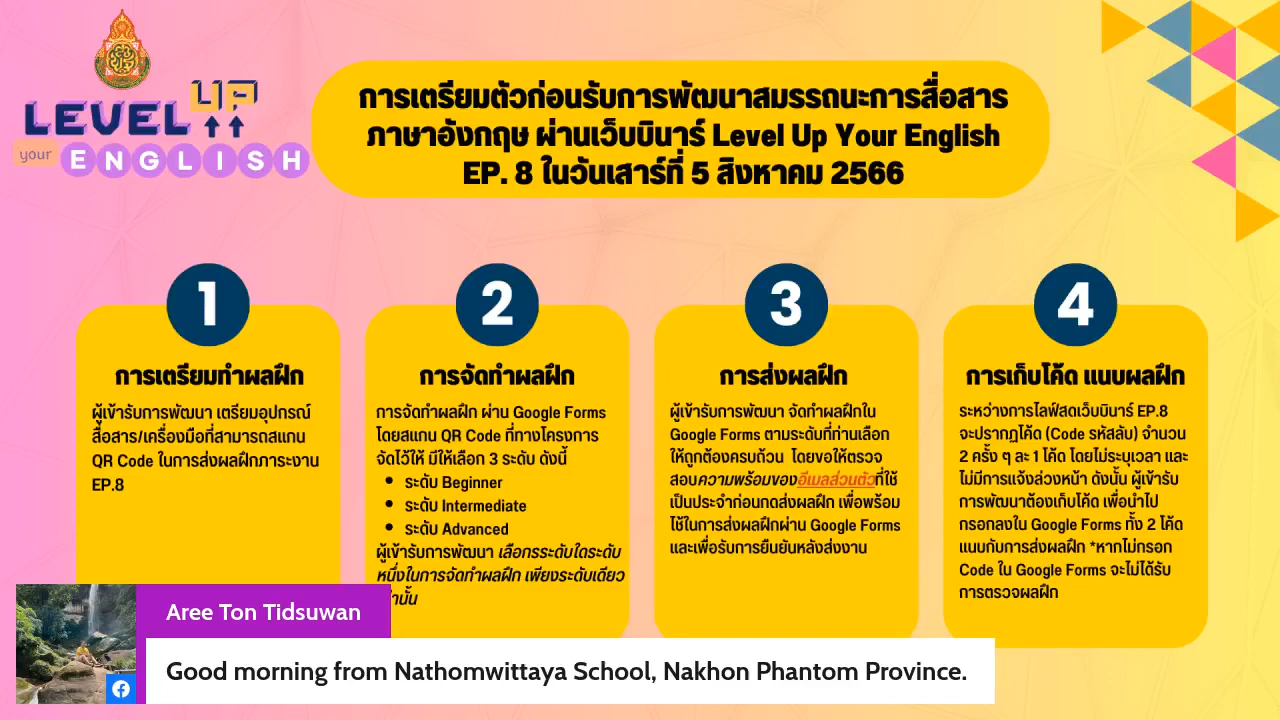 LEVEL UP
your ENGLISH
การเตรียมตัวก่อนรับการพัฒนาสมรรถนะการสื่อสาร
ภาษาอังกฤษ ผ่านเว็บบินาร์ Level Up Your English
EP. 8 ในวันเสาร์ที่ 5 สิงหาคม 2566
1
การเตรียมทำผลฝึก
ผู้เข้ารับการพัฒนา เตรียมอุปกรณ์
สื่อสาร/เครื่องมือที่สามารถสแกน
QR Code ในการส่งผลฝึกภาระงาน
EP.8
2
การจัดทำผลฝึก
การจัดทำผลฝึก ผ่าน Google Forms
โดยสแกน QR Code ที่ทางโครงการ
จัดไว้ให้ มีให้เลือก 3 ระดับ ดังนี้
• ระดับ Beginner
• ระดับ Intermediate
• ระดับ Advanced
ผู้เข้ารับการพัฒนา เลือกรระดับใดระดับ
หนึ่งในการจัดทำผลฝึก เพียงระดับเดียว
3
การส่งผลฝึก
ผู้เข้ารับการพัฒนา จัดทำผลฝึกใน
Google Forms ตามระดับที่ท่านเลือก
ให้ถูกต้องครบถ้วน โดยขอให้ตรวจ
สอบความพร้อมของอีเมลส่วนตัวที่ใช้
เป็นประจำก่อนกดส่งผลฝึก เพื่อพร้อม
ใช้ในการส่งผลฝึกผ่าน Google Forms
และเพื่อรับการยืนยันหลังส่งงาน
4
การเก็บโค้ด แนบผลฝึก
ระหว่างการไลฟ์สดเว็บบินาร์ EP.8
จะปรากฏโค้ด (Code รหัสลับ) จำนวน
2 ครั้ง ๆ ละ 1 โค้ด โดยไม่ระบุเวลา และ
ไม่มีการแจ้งล่วงหน้า ดังนั้น ผู้เข้ารับ
การพัฒนาต้องเก็บโค้ด เพื่อนำไป
กรอกลงใน Google Forms ทั้ง 2 โค้ด
แนบกับการส่งผลฝึก *หากไม่กรอก
Code ใน Google Forms จะไม่ได้รับ
การตรวจผลฝึก
Aree Ton Tidsuwan
Good morning from Nathomwittaya School, Nakhon Phantom Province.